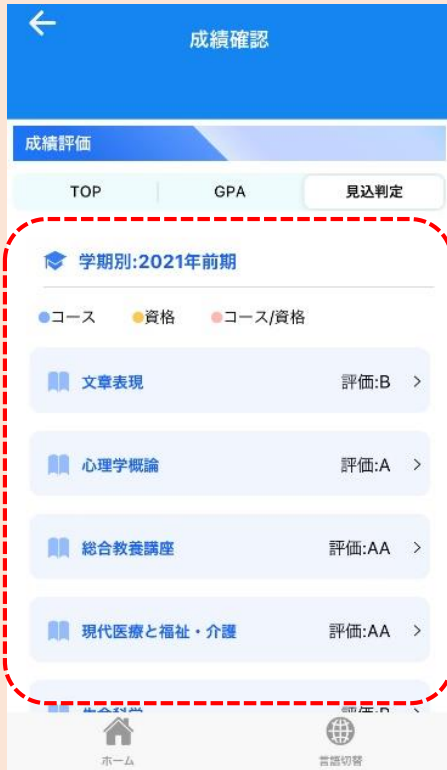 成績確認
成績評価
TOP GPA 見込判定
学期別:2021年前期
コース 資格 コース/資格
文章表現 評価:B
心理学概論 評価:A
総合教養講座 評価:AA
現代医療と福祉・介護 評価:AA
ホーム 言語切替